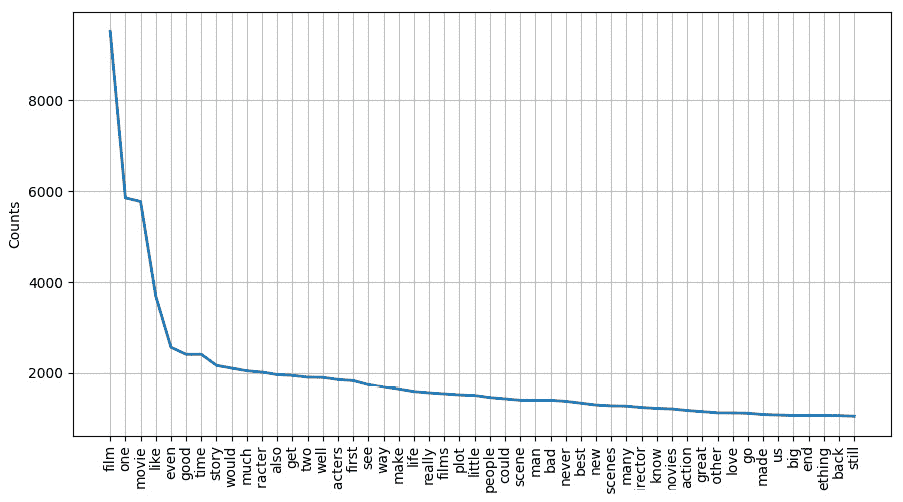 8000
6000
4000
2000
Counts
film
one
movie
like
even
good
time
story
would
much
racter
also
get
two
well
acters
first
see
way
make
life
really
films
plot
little
people
could
scene
man
bad
never
best
new
scenes
many
irector
know
novies
action
great
other
love
go
made
us
big
end
ething
back
still